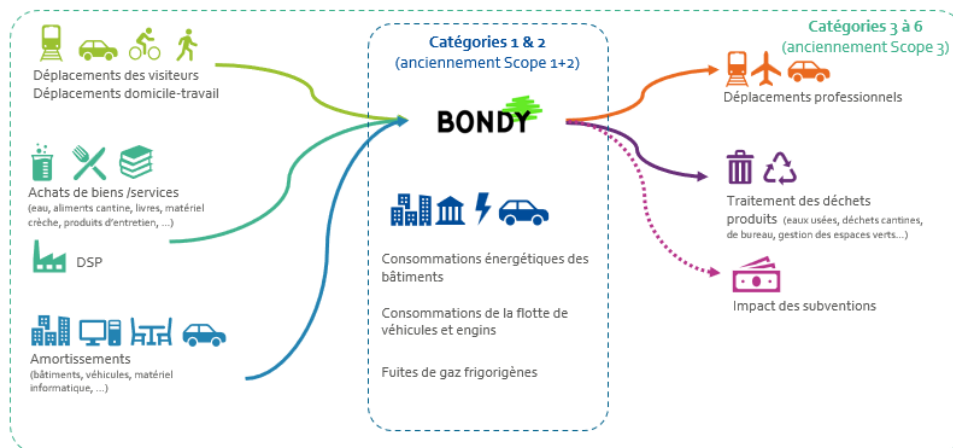 Catégories 3 à 6
(anciennement Scope 3)
Déplacements des visiteurs
Déplacements domicile-travail
Achats de biens /services
(eau, aliments cantine, livres, matériel
crèche, produits d'entretien, ...)
DSP
Amortissements
(bâtiments, véhicules, matériel
informatique, ...)
Catégories 1 & 2
(anciennement Scope 1+2)
BONDY
Consommations énergétiques des
bâtiments
Consommations de la flotte de
véhicules et engins
Fuites de gaz frigorigènes
Déplacements professionnels
Traitement des déchets
produits (eaux usées, déchets cantines,
de bureau, gestion des espaces verts...)
Impact des subventions